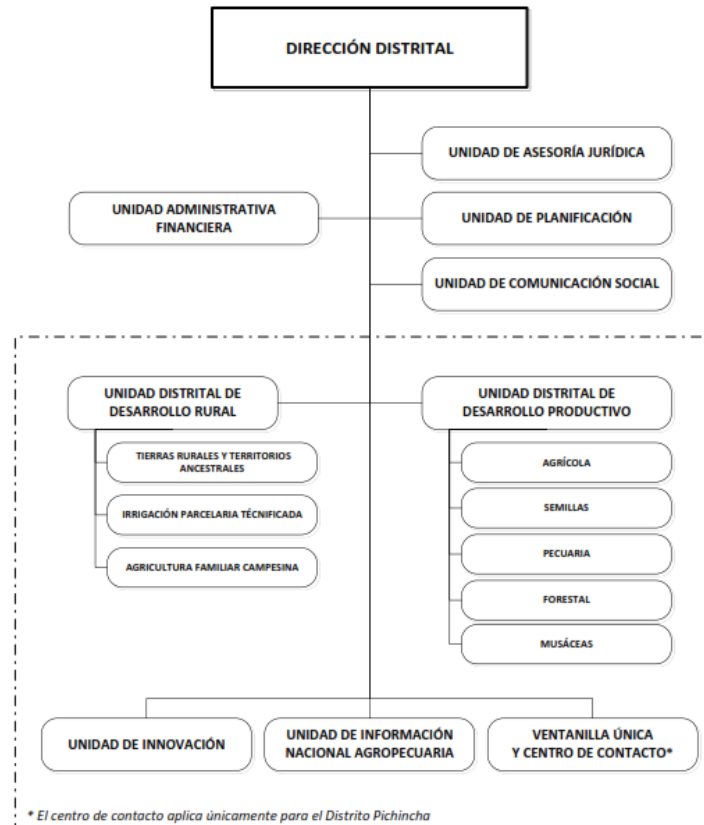 DIRECCIÓN DISTRITAL
UNIDAD DE ASESORÍA JURÍDICA
UNIDAD ADMINISTRATIVA
FINANCIERA
UNIDAD DE PLANIFICACIÓN
UNIDAD DE COMUNICACIÓN SOCIAL
UNIDAD DISTRITAL DE
DESARROLLO RURAL
TIERRAS RURALES Y TERRITORIOS
ANCESTRALES
IRRIGACIÓN PARCELARIA TÉCNIFICADA
AGRICULTURA FAMILIAR CAMPESINA
UNIDAD DISTRITAL DE
DESARROLLO PRODUCTIVO
AGRÍCOLA
SEMILLAS
PECUARIA
FORESTAL
MUSÁCEAS
UNIDAD DE INNOVACIÓN
UNIDAD DE INFORMACIÓN
NACIONAL AGROPECUARIA
VENTANILLA ÚNICA
Y CENTRO DE CONTACTO*
* El centro de contacto aplica únicamente para el Distrito Pichincha